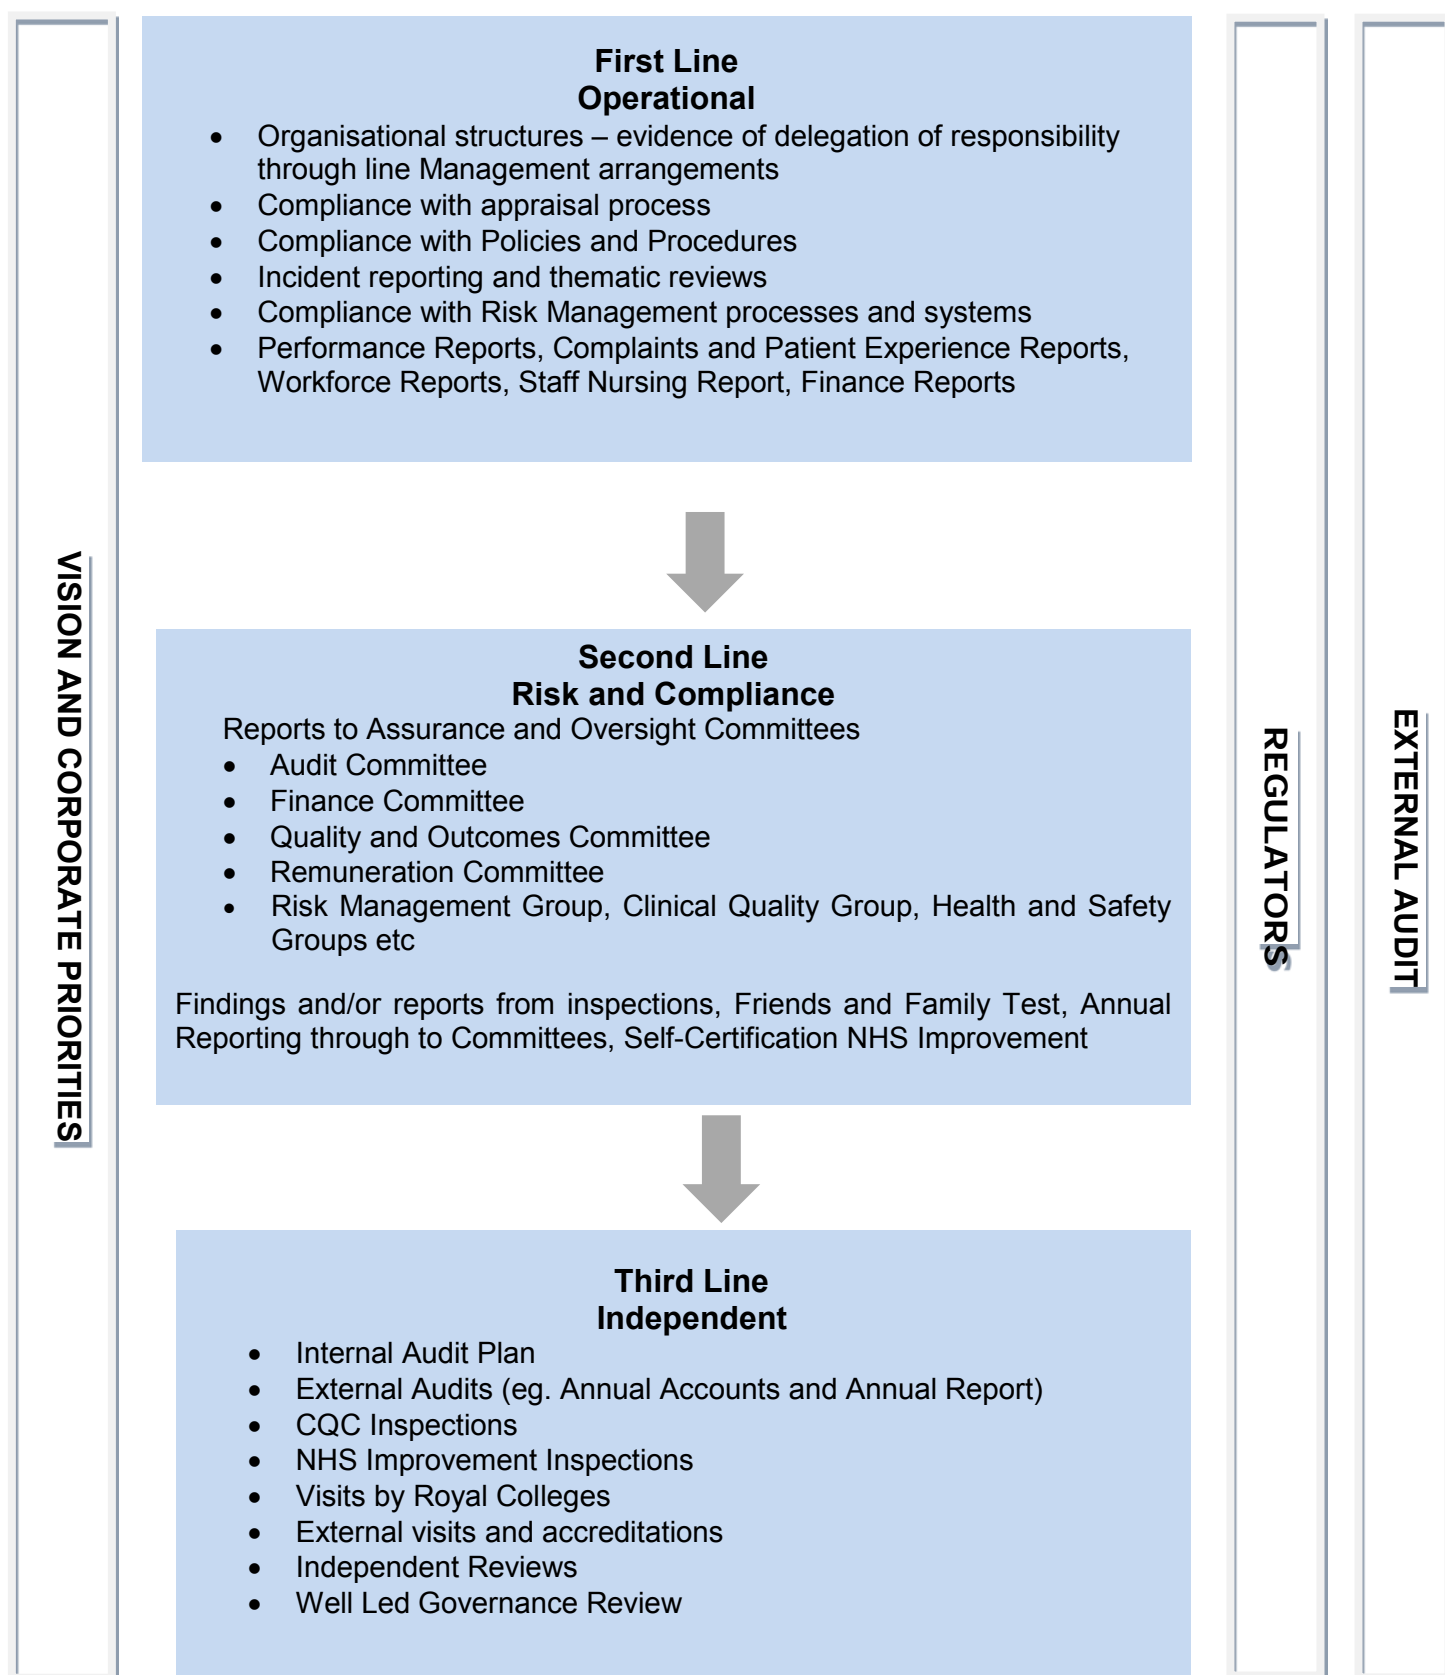 VISION AND CORPORATE PRIORITIES
First Line
Operational
• Organisational structures – evidence of delegation of responsibility
through line Management arrangements
• Compliance with appraisal process
• Compliance with Policies and Procedures
• Incident reporting and thematic reviews
• Compliance with Risk Management processes and systems
• Performance Reports, Complaints and Patient Experience Reports,
Workforce Reports, Staff Nursing Report, Finance Reports
Second Line
Risk and Compliance
Reports to Assurance and Oversight Committees
• Audit Committee
• Finance Committee
• Quality and Outcomes Committee
• Remuneration Committee
• Risk Management Group, Clinical Quality Group, Health and Safety
Groups etc
Findings and/or reports from inspections, Friends and Family Test, Annual
Reporting through to Committees, Self-Certification NHS Improvement
Third Line
Independent
• Internal Audit Plan
• External Audits (eg. Annual Accounts and Annual Report)
• CQC Inspections
• NHS Improvement Inspections
• Visits by Royal Colleges
• External visits and accreditations
• Independent Reviews
• Well Led Governance Review
REGULATORS
EXTERNAL AUDIT